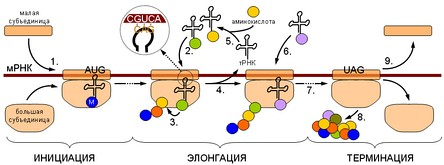 малая
субъединица
CGUCA
аминокислота
1.
2.
5.
6.
9.
мРНК
AUG
тРНК
UAG
4.
7.
M
3.
8.
большая
субъединица
ИНИЦИАЦИЯ
ЭЛОНГАЦИЯ
ТЕРМИНАЦИЯ